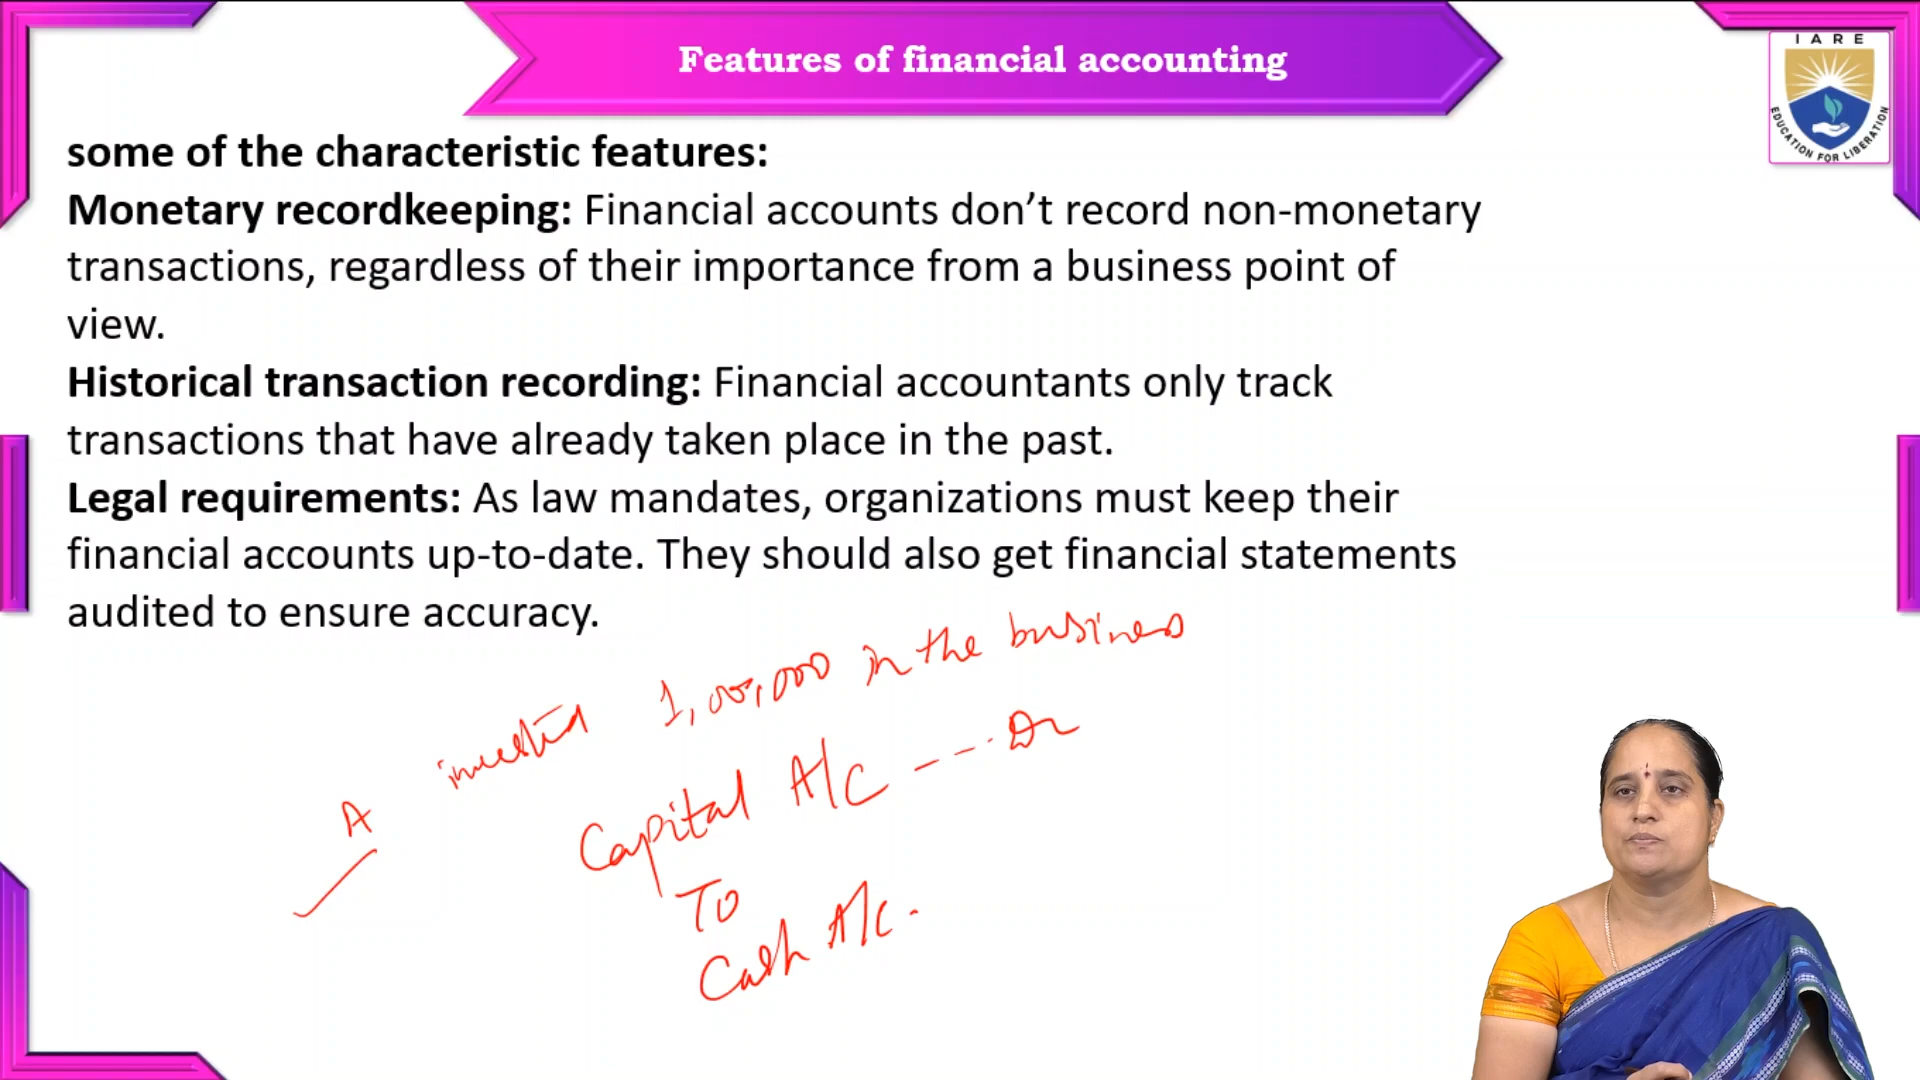 Features of financial accounting
IARE
EDUCATION FOR LIBERATION
some of the characteristic features:
Monetary recordkeeping: Financial accounts don’t record non-monetary
transactions, regardless of their importance from a business point of
view.
Historical transaction recording: Financial accountants only track
transactions that have already taken place in the past.
Legal requirements: As law mandates, organizations must keep their
financial accounts up-to-date. They should also get financial statements
audited to ensure accuracy.
A invested 1,00,000 in the business
Capital A/C ---- Dr
To
Cash A/C.